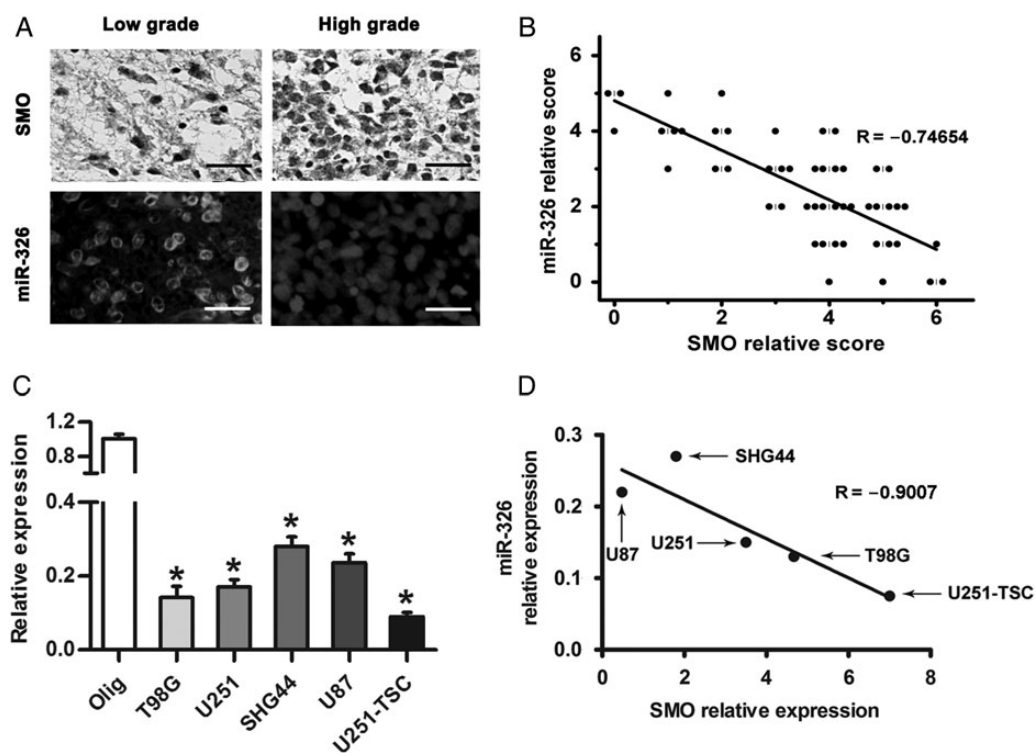 A
Low grade
High grade
SMO
miR-326
B
miR-326 relative score
5
4
3
2
1
0
R = −0.74654
0 2 4 6
SMO relative score
C
Relative expression
1.2
0.8
0.4
0.0
* * * * *
Olig T98G U251 SHG44 U87 U251-TSC
D
miR-326
relative expression
0.3
0.2
0.1
0.0
SHG44
R = −0.9007
U87
U251
T98G
U251-TSC
0 2 4 6 8
SMO relative expression